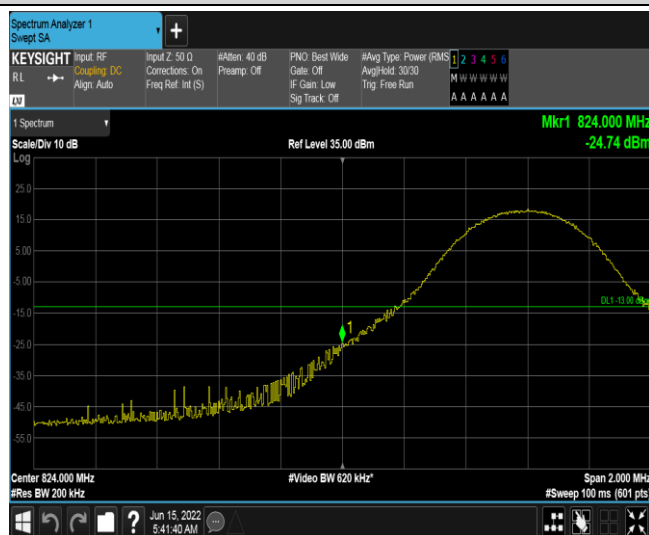 Spectrum Analyzer 1
Swept SA
+
KEYSIGHT
RL
LXI
Input: RF
Coupling: DC
Align: Auto
Input Z: 50 Ω
Corrections: On
Freq Ref: Int (S)
#Atten: 40 dB
Preamp: Off
PNO: Best Wide
Gate: Off
IF Gain: Low
Sig Track: Off
#Avg Type: Power (RMS
Avg|Hold: 30/30
Trig: Free Run
1 2 3 4 5 6
M W W W W W
A A A A A A
1 Spectrum
Scale/Div 10 dB
Log
Ref Level 35.00 dBm
Mkr1 824.000 MHz
-24.74 dBm
25.0
15.0
5.00
-5.00
DL1 -13.00 dBm
-15.0
1
-25.0
-35.0
-45.0
-55.0
Center 824.000 MHz
#Res BW 200 kHz
#Video BW 620 kHz*
Span 2.000 MHz
#Sweep 100 ms (601 pts)
?
Jun 15, 2022
5:41:40 AM